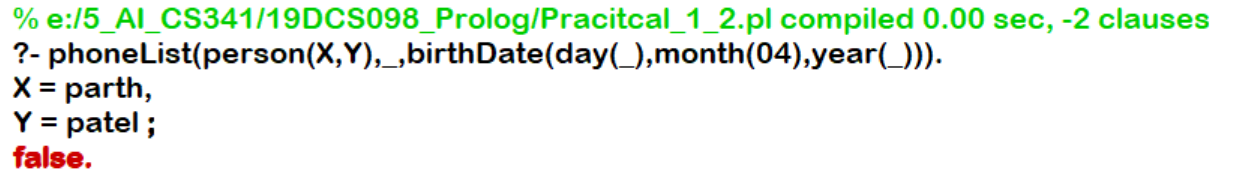 % e:/5_AI_CS341/19DCS098_Prolog/Pracitcal_1_2.pl compiled 0.00 sec, -2 clauses
?- phoneList(person(X,Y),_,birthDate(day(_),month(04),year(_))).
X = parth,
Y = patel ;
false.